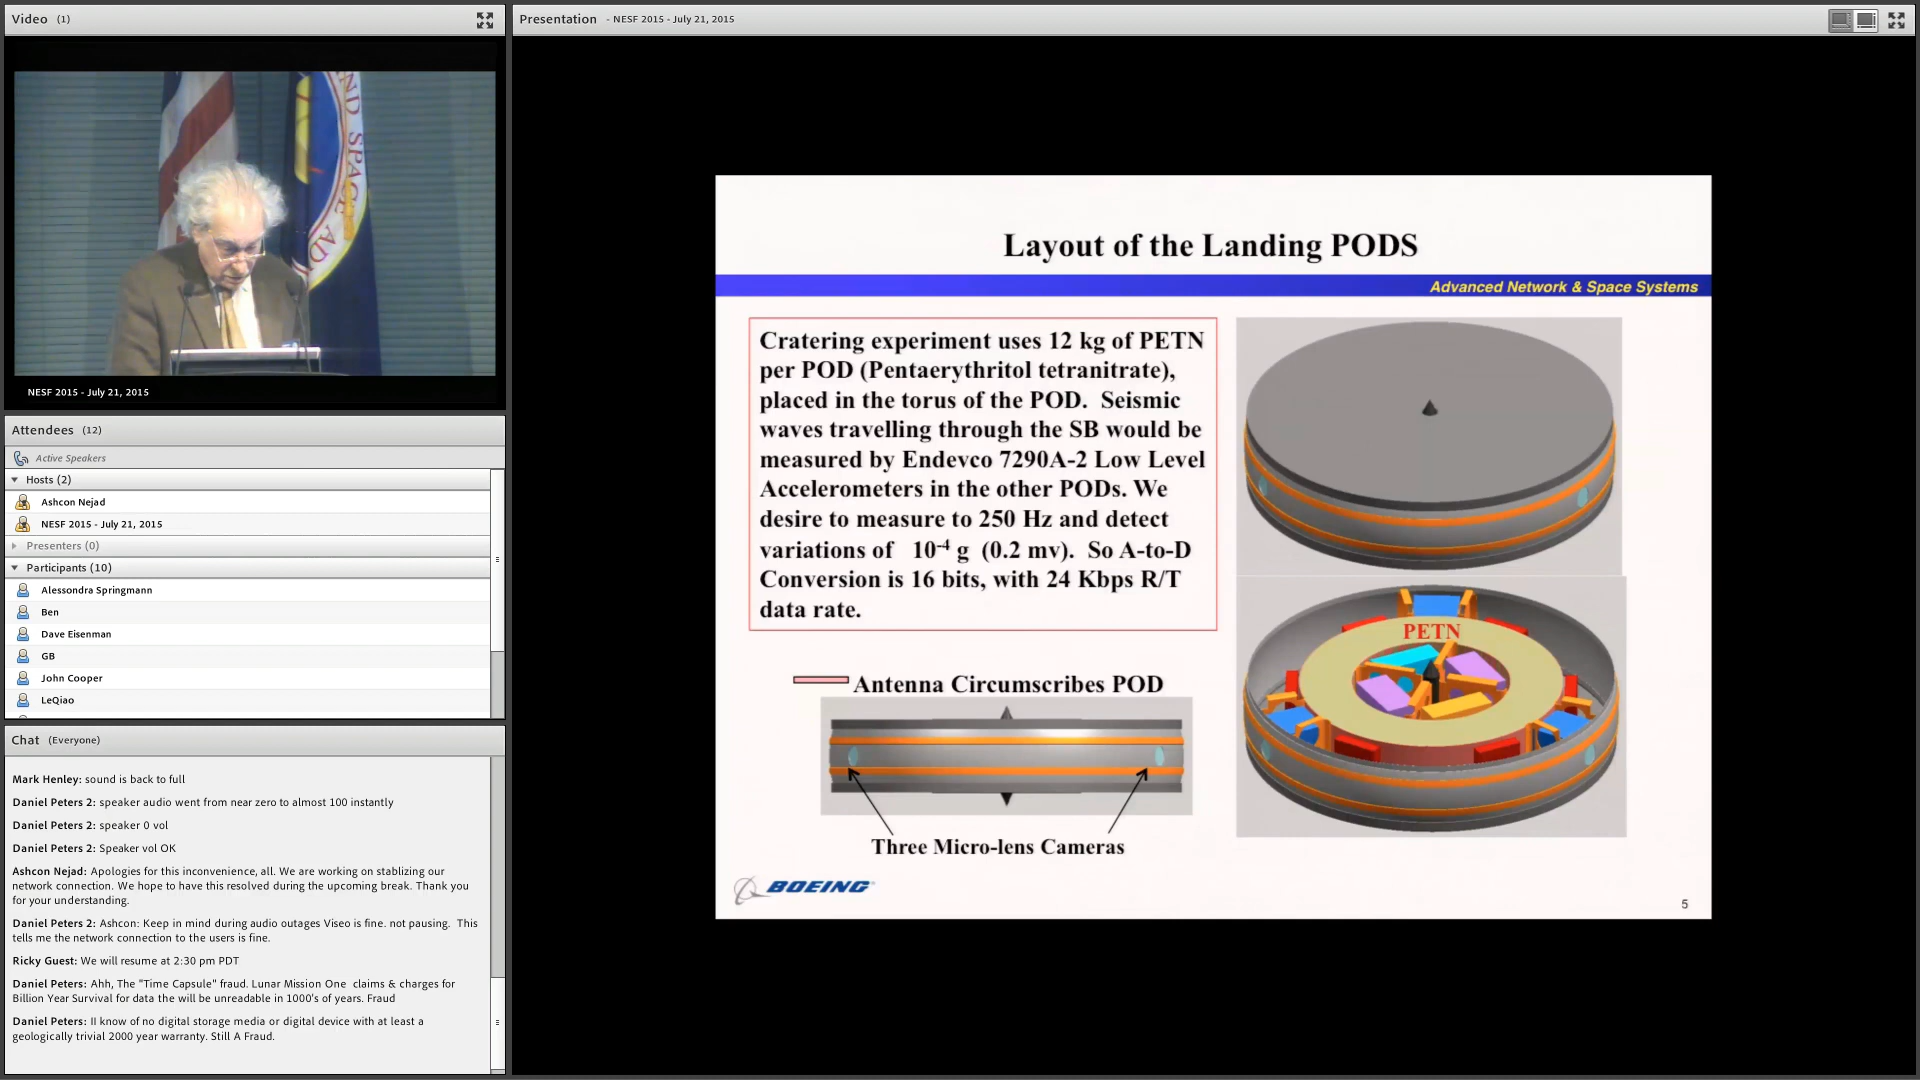 Video (1)
AND SPACE AD
NESF 2015 - July 21, 2015
Attendees (12)
Active Speakers
Hosts (2)
Ashcon Nejad
NESF 2015 - July 21, 2015
Presenters (0)
Participants (10)
Alessondra Springmann
Ben
Dave Eisenman
GB
John Cooper
LeQiao
Chat (Everyone)
Mark Henley: sound is back to full
Daniel Peters 2: speaker audio went from near zero to almost 100 instantly
Daniel Peters 2: speaker 0 vol
Daniel Peters 2: Speaker vol OK
Ashcon Nejad: Apologies for this inconvenience, all. We are working on stablizing our
network connection. We hope to have this resolved during the upcoming break. Thank you
for your understanding.
Daniel Peters 2: Ashcon: Keep in mind during audio outages Viseo is fine. not pausing. This
tells me the network connection to the users is fine.
Ricky Guest: We will resume at 2:30 pm PDT
Daniel Peters: Ahh, The "Time Capsule" fraud. Lunar Mission One claims & charges for
Billion Year Survival for data the will be unreadable in 1000's of years. Fraud
Daniel Peters: II know of no digital storage media or digital device with at least a
geologically trivial 2000 year warranty. Still A Fraud.
Presentation - NESF 2015 - July 21, 2015
Layout of the Landing PODS
Advanced Network & Space Systems
Cratering experiment uses 12 kg of PETN
per POD (Pentaerythritol tetranitrate),
placed in the torus of the POD. Seismic
waves travelling through the SB would be
measured by Endevco 7290A-2 Low Level
Accelerometers in the other PODs. We
desire to measure to 250 Hz and detect
variations of 10⁻⁴ g (0.2 mv). So A-to-D
Conversion is 16 bits, with 24 Kbps R/T
data rate.
PETN
Antenna Circumscribes POD
Three Micro-lens Cameras
BOEING
5